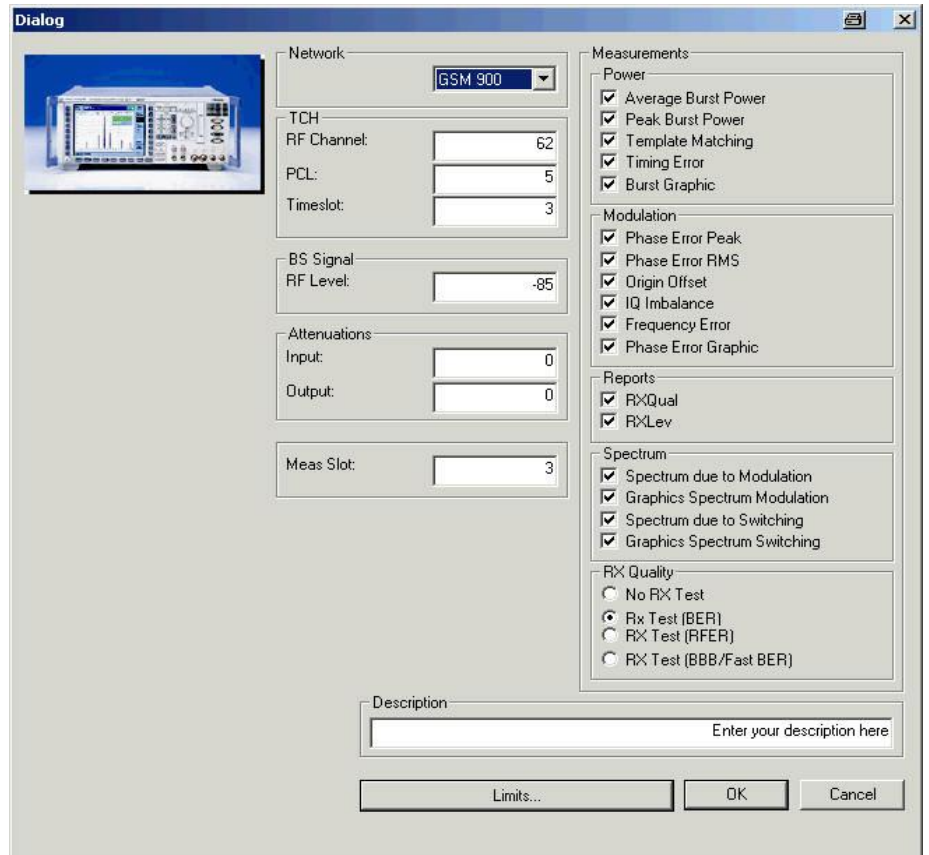 Dialog
Network
GSM 900
TCH
RF Channel:
62
PCL:
5
Timeslot:
3
BS Signal
RF Level:
-85
Attenuations
Input:
0
Output:
0
Meas Slot:
3
Measurements
Power
Average Burst Power
Peak Burst Power
Template Matching
Timing Error
Burst Graphic
Modulation
Phase Error Peak
Phase Error RMS
Origin Offset
IQ Imbalance
Frequency Error
Phase Error Graphic
Reports
RXQual
RXLev
Spectrum
Spectrum due to Modulation
Graphics Spectrum Modulation
Spectrum due to Switching
Graphics Spectrum Switching
RX Quality
No RX Test
Rx Test (BER)
RX Test (RFER)
RX Test (BBB/Fast BER)
Description
Enter your description here
Limits...
OK
Cancel